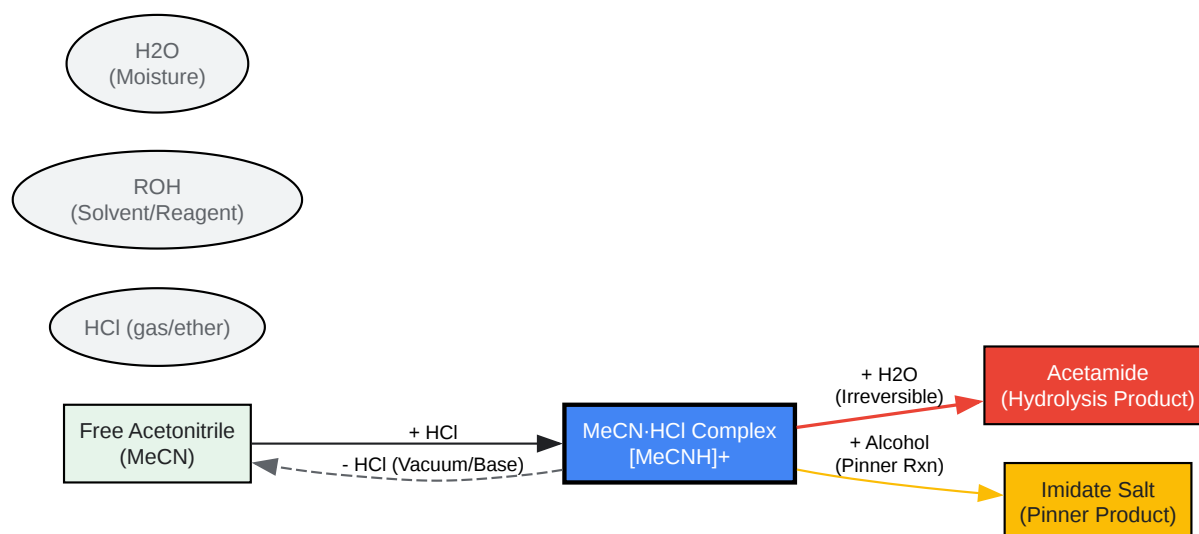 H2O
(Moisture)
ROH
(Solvent/Reagent)
HCl (gas/ether)
Free Acetonitrile
(MeCN)
+ HCl
- HCl (Vacuum/Base)
MeCN·HCl Complex
[MeCNH]+
+ H2O
(Irreversible)
+ Alcohol
(Pinner Rxn)
Acetamide
(Hydrolysis Product)
Imidate Salt
(Pinner Product)